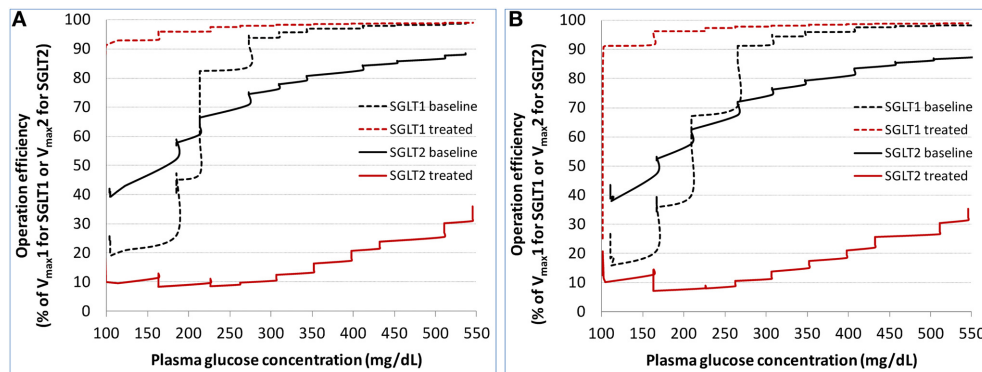 A
Operation efficiency
(% of Vmax1 for SGLT1 or Vmax2 for SGLT2)
100
90
80
70
60
50
40
30
20
10
0
SGLT1 baseline
SGLT1 treated
SGLT2 baseline
SGLT2 treated
100 150 200 250 300 350 400 450 500 550
Plasma glucose concentration (mg/dL)
B
Operation efficiency
(% of Vmax1 for SGLT1 or Vmax2 for SGLT2)
100
90
80
70
60
50
40
30
20
10
0
SGLT1 baseline
SGLT1 treated
SGLT2 baseline
SGLT2 treated
100 150 200 250 300 350 400 450 500 550
Plasma glucose concentration (mg/dL)